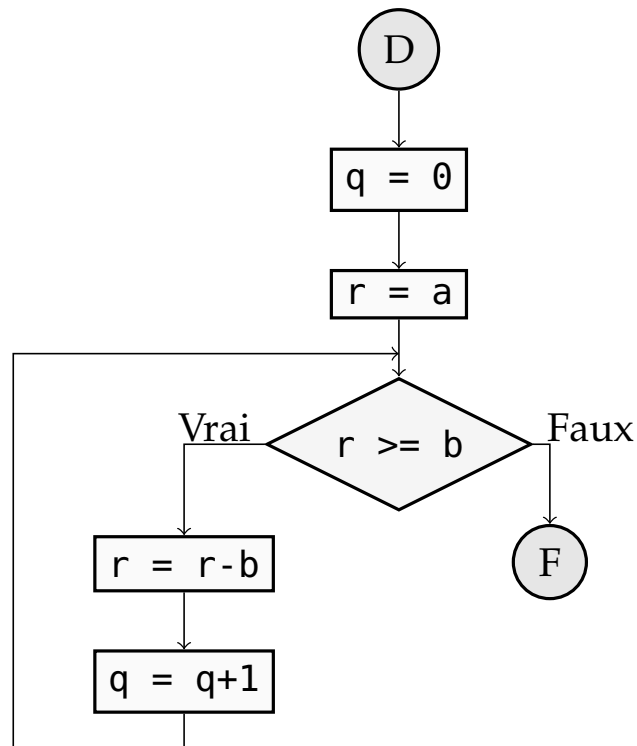 D
q = 0
r = a
Vrai
r >= b
Faux
r = r-b
F
q = q+1